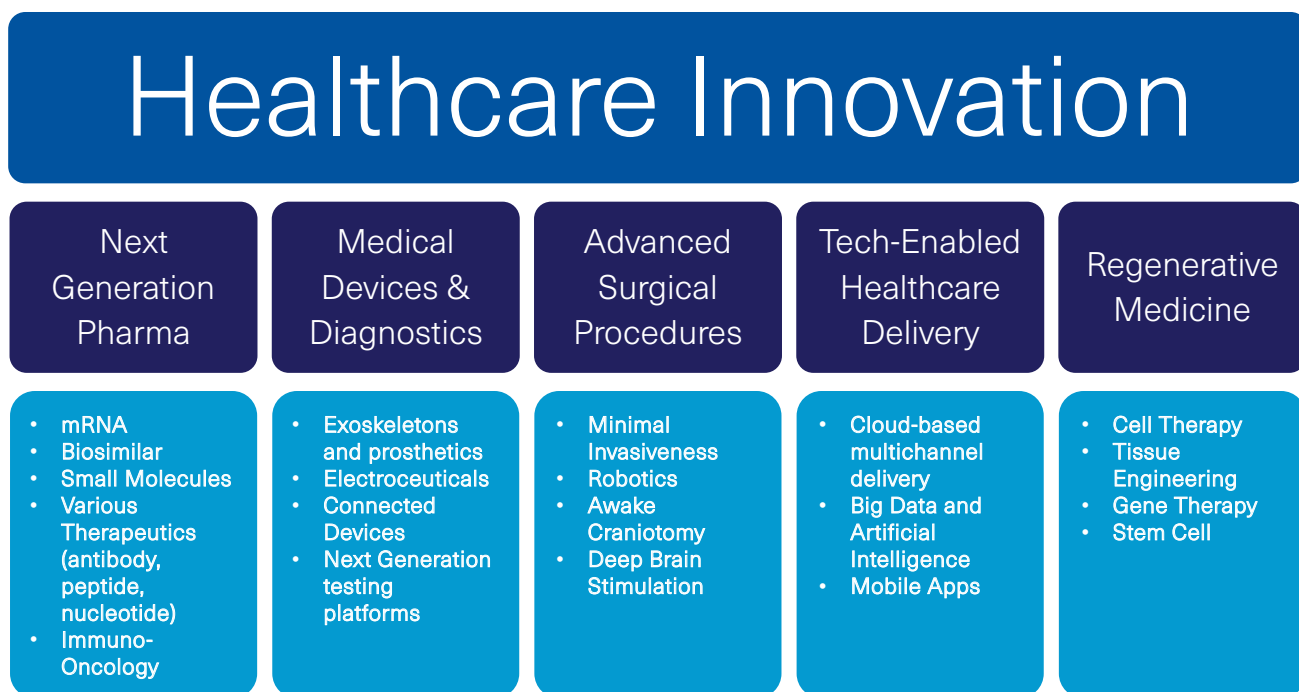 Healthcare Innovation
Next
Generation
Pharma
• mRNA
• Biosimilar
• Small Molecules
• Various
Therapeutics
(antibody,
peptide,
nucleotide)
• Immuno-
Oncology
Medical
Devices &
Diagnostics
• Exoskeletons
and prosthetics
• Electroceuticals
• Connected
Devices
• Next Generation
testing
platforms
Advanced
Surgical
Procedures
• Minimal
Invasiveness
• Robotics
• Awake
Craniotomy
• Deep Brain
Stimulation
Tech-Enabled
Healthcare
Delivery
• Cloud-based
multichannel
delivery
• Big Data and
Artificial
Intelligence
• Mobile Apps
Regenerative
Medicine
• Cell Therapy
• Tissue
Engineering
• Gene Therapy
• Stem Cell